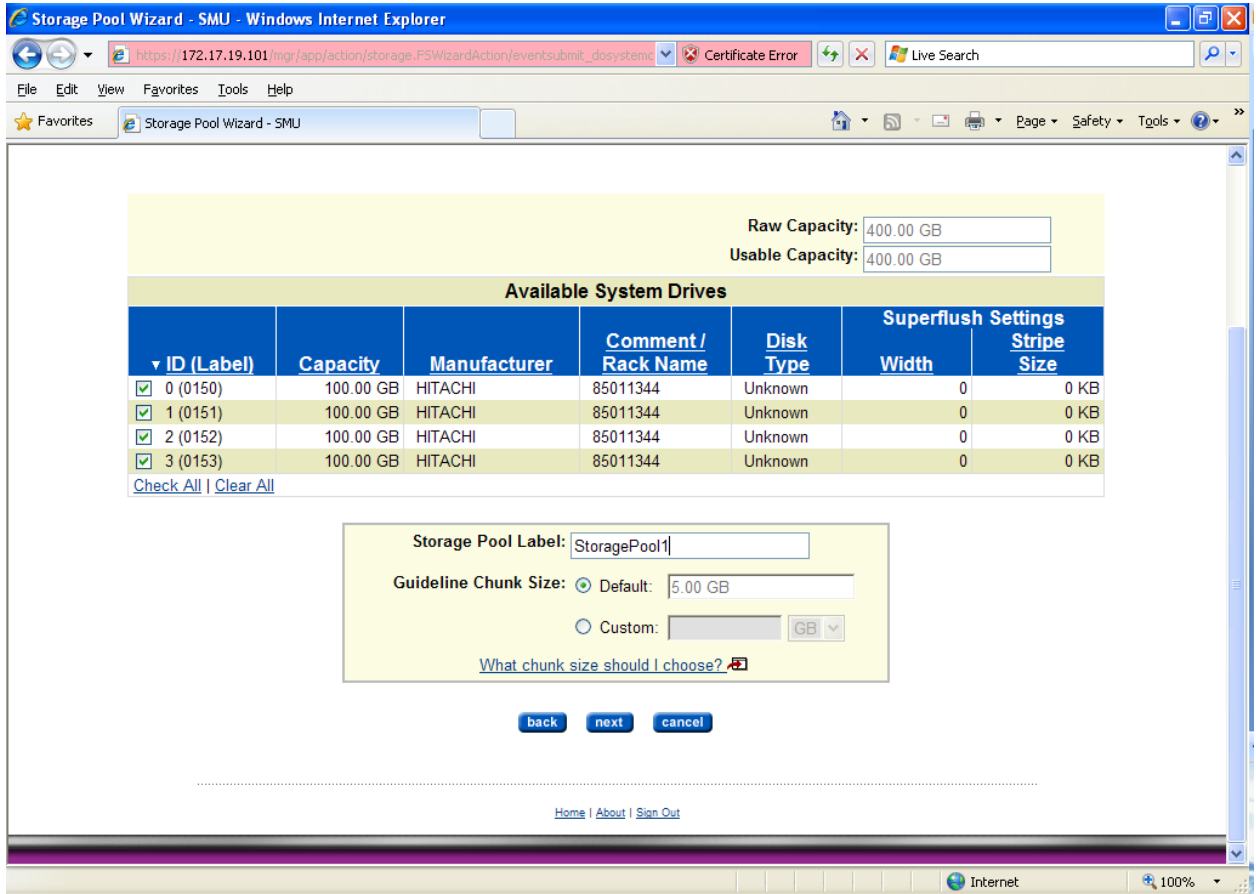 Storage Pool Wizard - SMU - Windows Internet Explorer
https://172.17.19.101/mgr/app/action/storage.FSWizardAction/eventsubmit_dosystemc Certificate Error Live Search
File Edit View Favorites Tools Help
Favorites Storage Pool Wizard - SMU Page Safety Tools »
Raw Capacity: 400.00 GB
Usable Capacity: 400.00 GB
Available System Drives
Superflush Settings
ID (Label) Capacity Manufacturer Comment / Rack Name Disk Type Width Stripe Size
0 (0150) 100.00 GB HITACHI 85011344 Unknown 0 0 KB
1 (0151) 100.00 GB HITACHI 85011344 Unknown 0 0 KB
2 (0152) 100.00 GB HITACHI 85011344 Unknown 0 0 KB
3 (0153) 100.00 GB HITACHI 85011344 Unknown 0 0 KB
Check All | Clear All
Storage Pool Label: StoragePool1
Guideline Chunk Size: Default: 5.00 GB
Custom: GB
What chunk size should I choose?
back next cancel
Home | About | Sign Out
Internet 100%